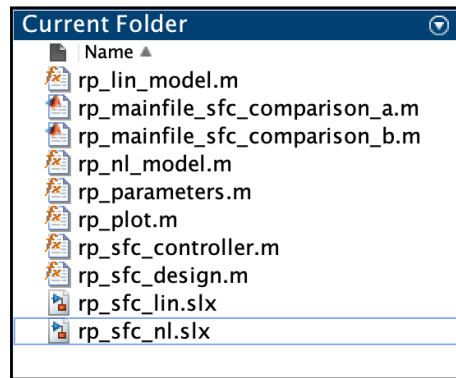 Current Folder
Name
rp_lin_model.m
rp_mainfile_sfc_comparison_a.m
rp_mainfile_sfc_comparison_b.m
rp_nl_model.m
rp_parameters.m
rp_plot.m
rp_sfc_controller.m
rp_sfc_design.m
rp_sfc_lin.slx
rp_sfc_nl.slx